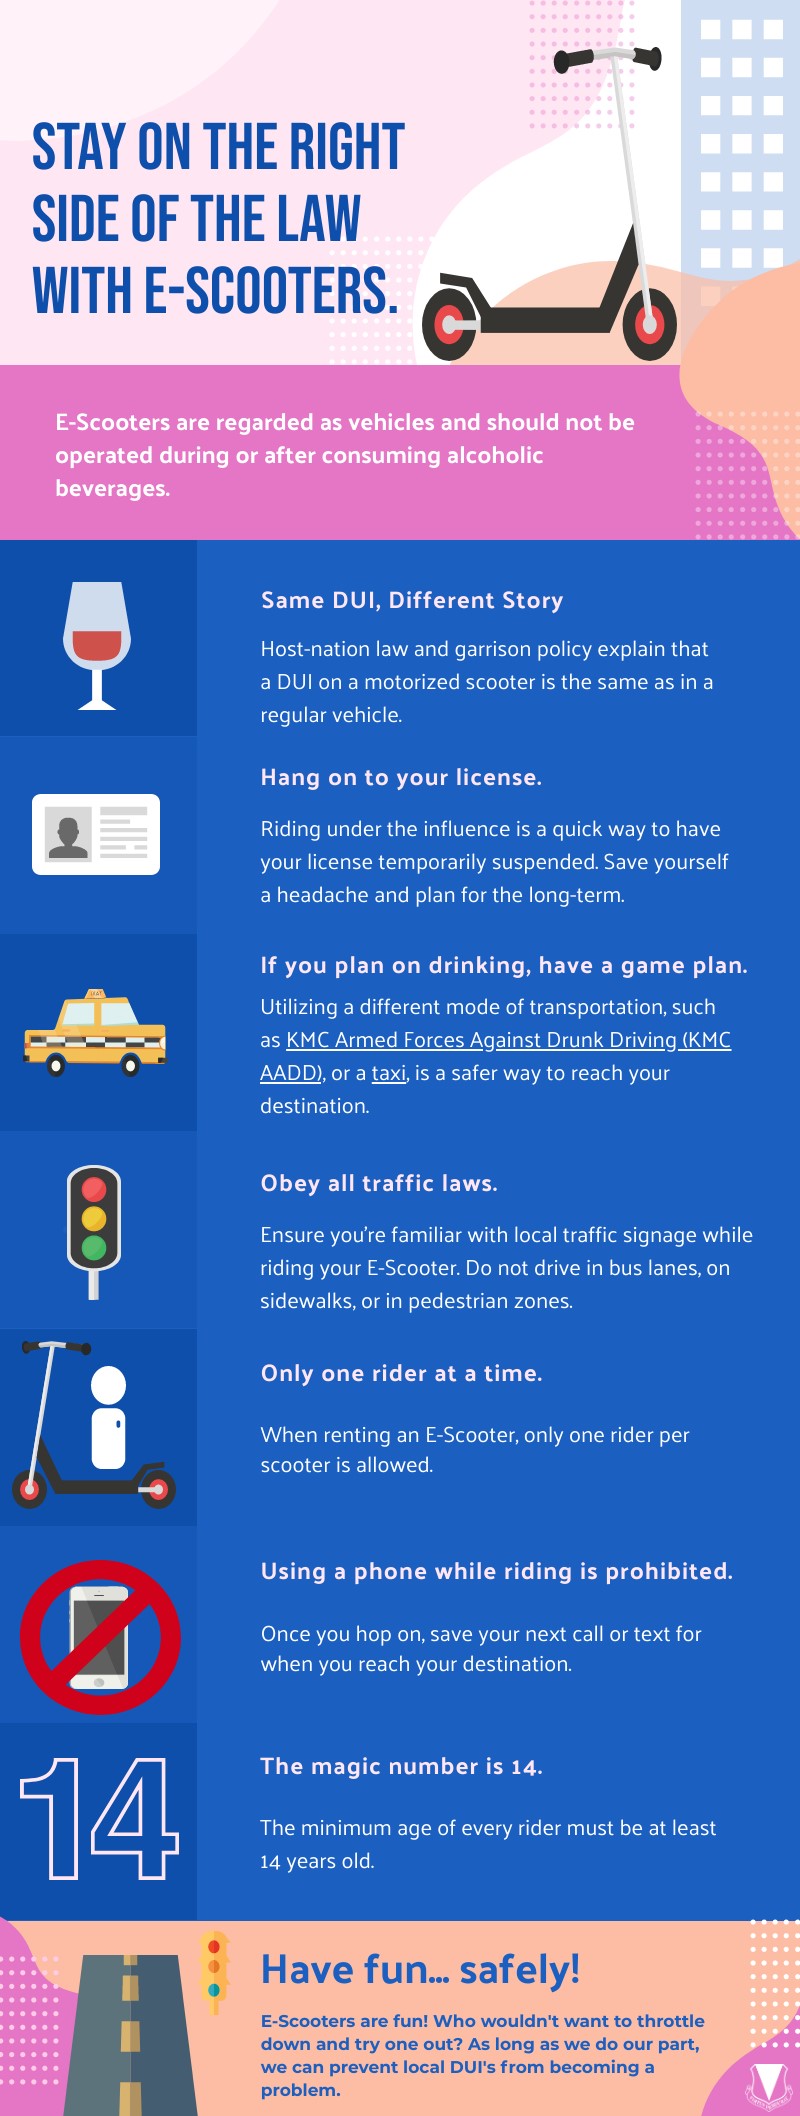 STAY ON THE RIGHT
SIDE OF THE LAW
WITH E-SCOOTERS.
E-Scooters are regarded as vehicles and should not be
operated during or after consuming alcoholic
beverages.
Same DUI, Different Story
Host-nation law and garrison policy explain that
a DUI on a motorized scooter is the same as in a
regular vehicle.
Hang on to your license.
Riding under the influence is a quick way to have
your license temporarily suspended. Save yourself
a headache and plan for the long-term.
If you plan on drinking, have a game plan.
Utilizing a different mode of transportation, such
as KMC Armed Forces Against Drunk Driving (KMC
AADD), or a taxi, is a safer way to reach your
destination.
Obey all traffic laws.
Ensure you're familiar with local traffic signage while
riding your E-Scooter. Do not drive in bus lanes, on
sidewalks, or in pedestrian zones.
Only one rider at a time.
When renting an E-Scooter, only one rider per
scooter is allowed.
Using a phone while riding is prohibited.
Once you hop on, save your next call or text for
when you reach your destination.
14
The magic number is 14.
The minimum age of every rider must be at least
14 years old.
Have fun... safely!
E-Scooters are fun! Who wouldn't want to throttle
down and try one out? As long as we do our part,
we can prevent local DUI's from becoming a
problem.